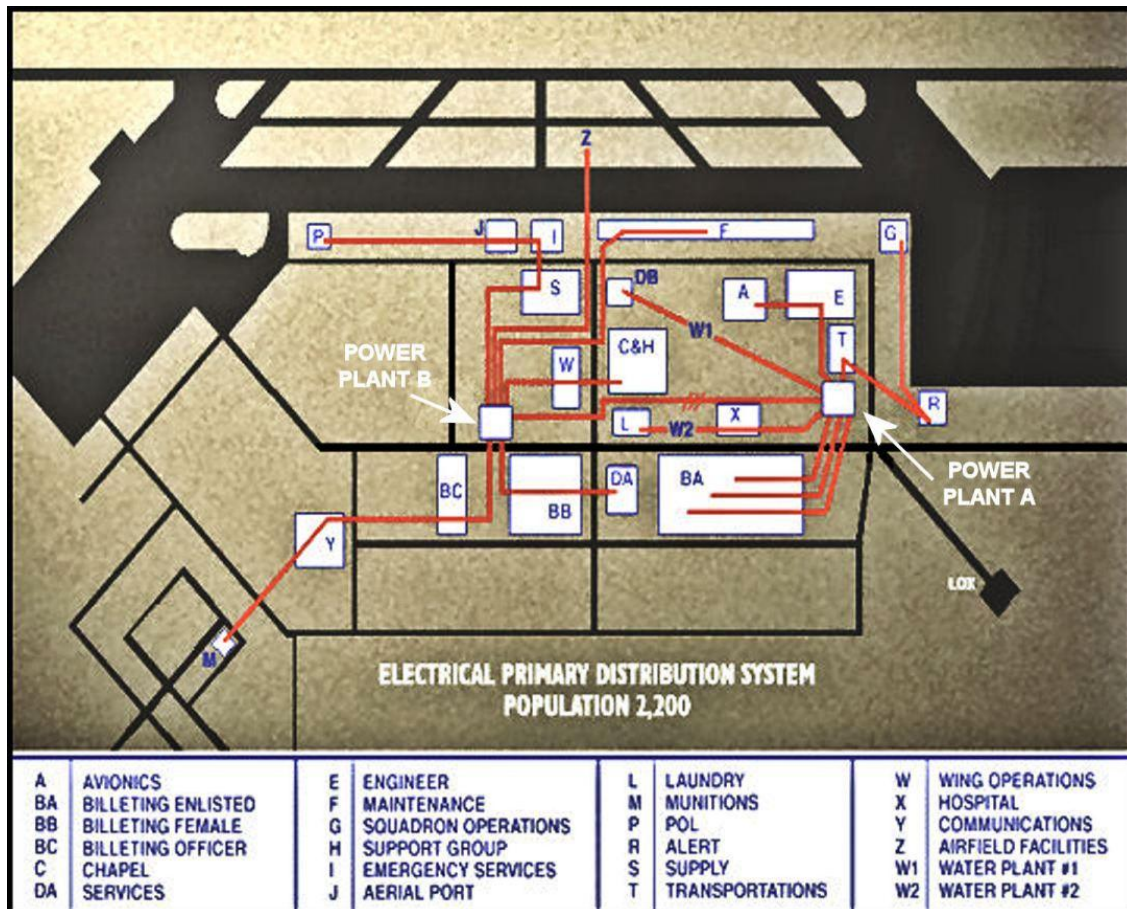 Z
P
J
I
F
G
S
DB
A
E
W1
T
C&H
W
POWER
PLANT B
L
W2
X
R
POWER
PLANT A
BC
BB
DA
BA
Y
LOX
M
ELECTRICAL PRIMARY DISTRIBUTION SYSTEM
POPULATION 2,200
A AVIONICS
BA BILLETING ENLISTED
BB BILLETING FEMALE
BC BILLETING OFFICER
C CHAPEL
DA SERVICES
E ENGINEER
F MAINTENANCE
G SQUADRON OPERATIONS
H SUPPORT GROUP
I EMERGENCY SERVICES
J AERIAL PORT
L LAUNDRY
M MUNITIONS
P POL
R ALERT
S SUPPLY
T TRANSPORTATIONS
W WING OPERATIONS
X HOSPITAL
Y COMMUNICATIONS
Z AIRFIELD FACILITIES
W1 WATER PLANT #1
W2 WATER PLANT #2